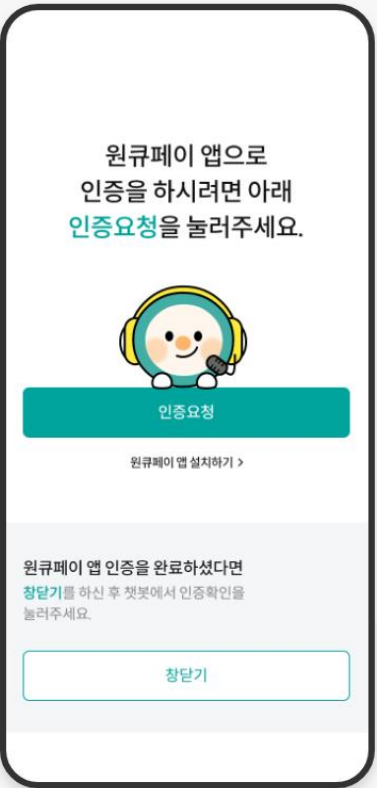 원큐페이 앱으로
인증을 하시려면 아래
인증요청을 눌러주세요.
인증요청
원큐페이 앱 설치하기 >
원큐페이 앱 인증을 완료하셨다면
창닫기를 하신 후 챗봇에서 인증확인을
눌러주세요.
창닫기